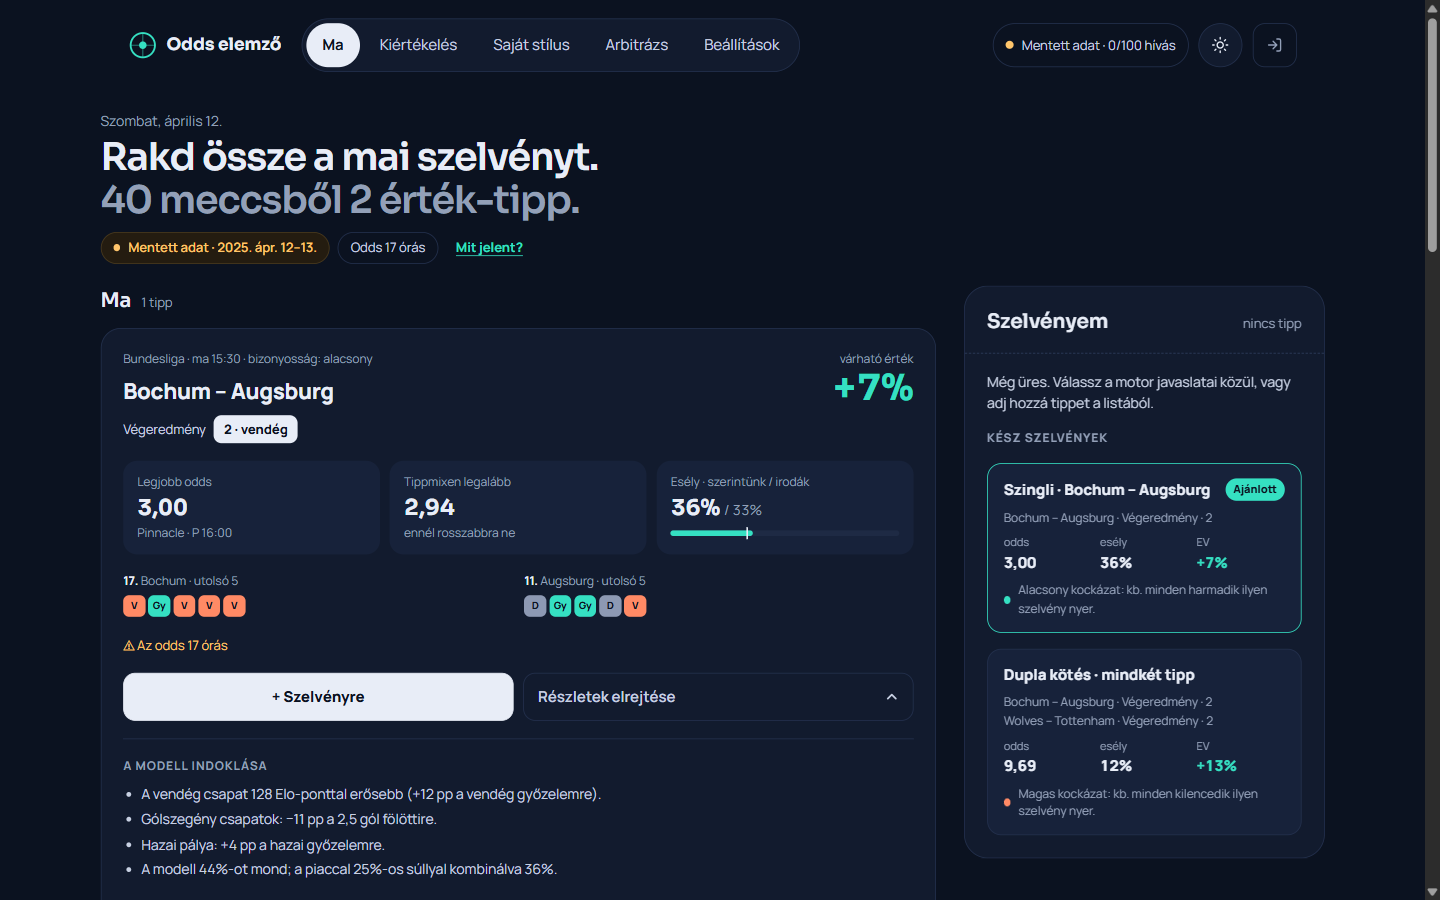 Odds elemző
Ma
Kiértékelés
Saját stílus
Arbitrázs
Beállítások
Mentett adat · 0/100 hívás
Szombat, április 12.
Rakd össze a mai szelvényt.
40 meccsből 2 érték-tipp.
Mentett adat · 2025. ápr. 12–13.
Odds 17 órás
Mit jelent?
Ma 1 tipp
Bundesliga · ma 15:30 · bizonyosság: alacsony
Bochum – Augsburg
Végeredmény 2 · vendég
várható érték
+7%
Legjobb odds
3,00
Pinnacle · P 16:00
Tippmixen legalább
2,94
ennél rosszabbra ne
Esély · szerintünk / irodák
36% / 33%
17. Bochum · utolsó 5
V Gy V V V
11. Augsburg · utolsó 5
D Gy Gy D V
⚠ Az odds 17 órás
+ Szelvényre
Részletek elrejtése
A MODELL INDOKLÁSA
• A vendég csapat 128 Elo-ponttal erősebb (+12 pp a vendég győzelemre).
• Gólszegény csapatok: −11 pp a 2,5 gól fölöttire.
• Hazai pálya: +4 pp a hazai győzelemre.
• A modell 44%-ot mond; a piaccal 25%-os súllyal kombinálva 36%.
Szelvényem
nincs tipp
Még üres. Válassz a motor javaslatai közül, vagy
adj hozzá tippet a listából.
KÉSZ SZELVÉNYEK
Szingli · Bochum – Augsburg
Ajánlott
Bochum – Augsburg · Végeredmény · 2
odds esély EV
3,00 36% +7%
Alacsony kockázat: kb. minden harmadik ilyen
szelvény nyer.
Dupla kötés · mindkét tipp
Bochum – Augsburg · Végeredmény · 2
Wolves – Tottenham · Végeredmény · 2
odds esély EV
9,69 12% +13%
Magas kockázat: kb. minden kilencedik ilyen
szelvény nyer.